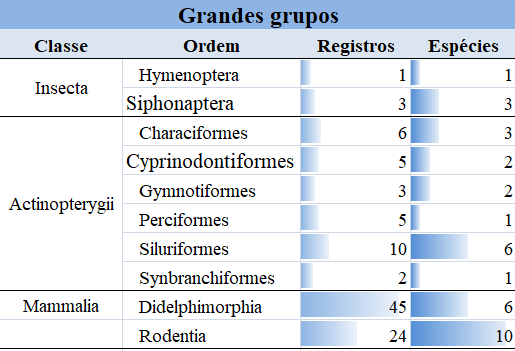 Grandes grupos
Classe Ordem Registros Espécies
Insecta
Hymenoptera 1 1
Siphonaptera 3 3
Actinopterygii
Characiformes 6 3
Cyprinodontiformes 5 2
Gymnotiformes 3 2
Perciformes 5 1
Siluriformes 10 6
Synbranchiformes 2 1
Mammalia Didelphimorphia 45 6
Rodentia 24 10